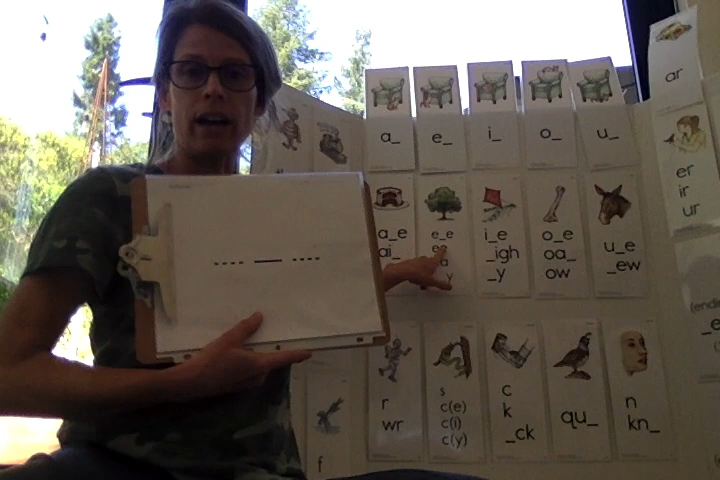 a_
e_
i_
o_
u_
ar
er
ir
ur
a_e
ai_
e_e
y
i_e
_igh
_y
o_e
oa_
ow
u_e
_ew
r
wr
s
c(e)
c(i)
c(y)
c
k
_ck
qu_
n
kn_
f